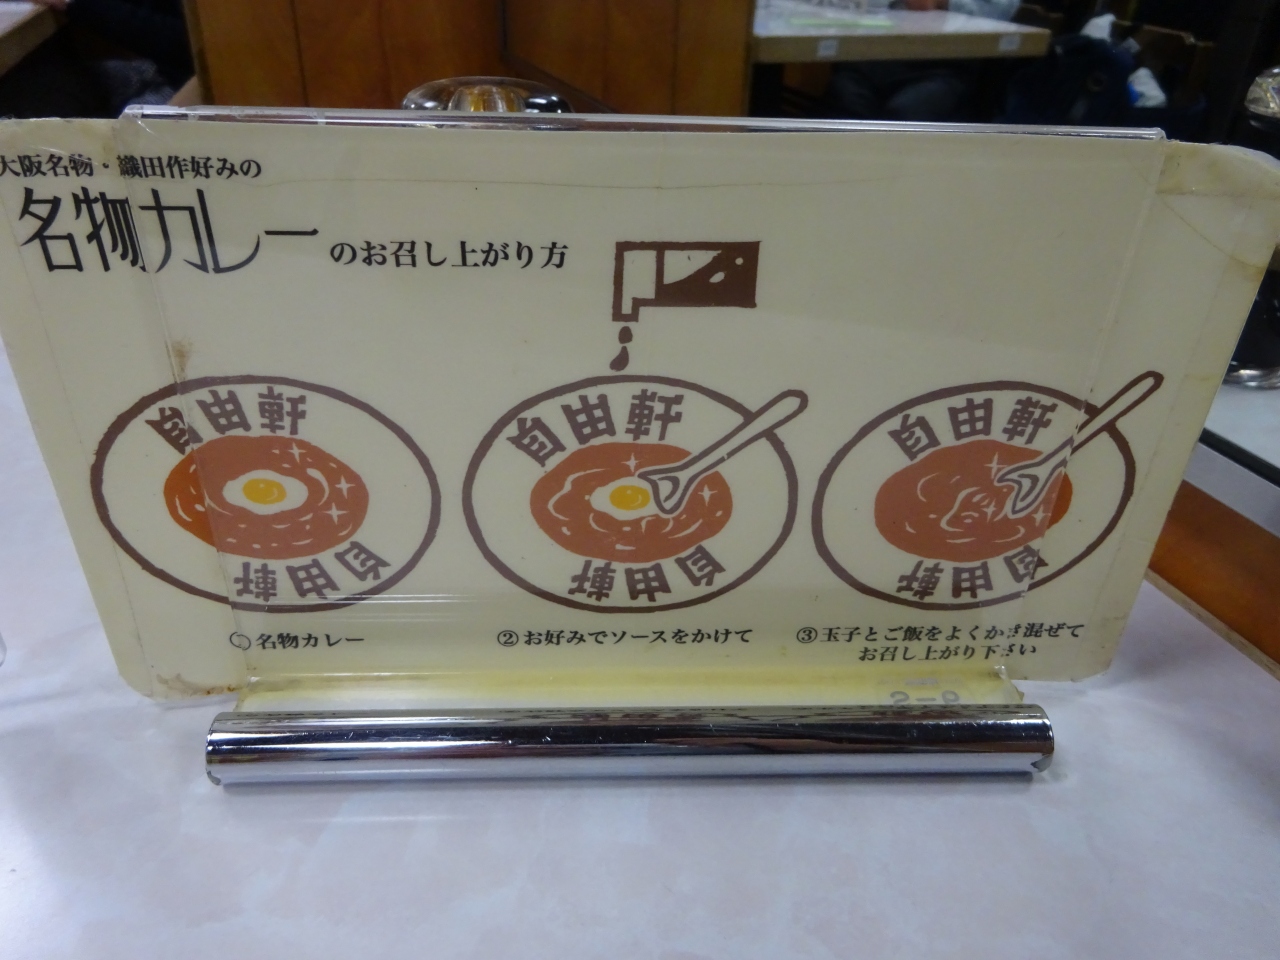 大阪名物・織田作好みの
名物カレーのお召し上がり方
自由軒
自由軒
自由軒
自由軒
自由軒
自由軒
名物カレー
②お好みでソースをかけて
③玉子とご飯をよくかき混ぜて
お召し上がり下さい